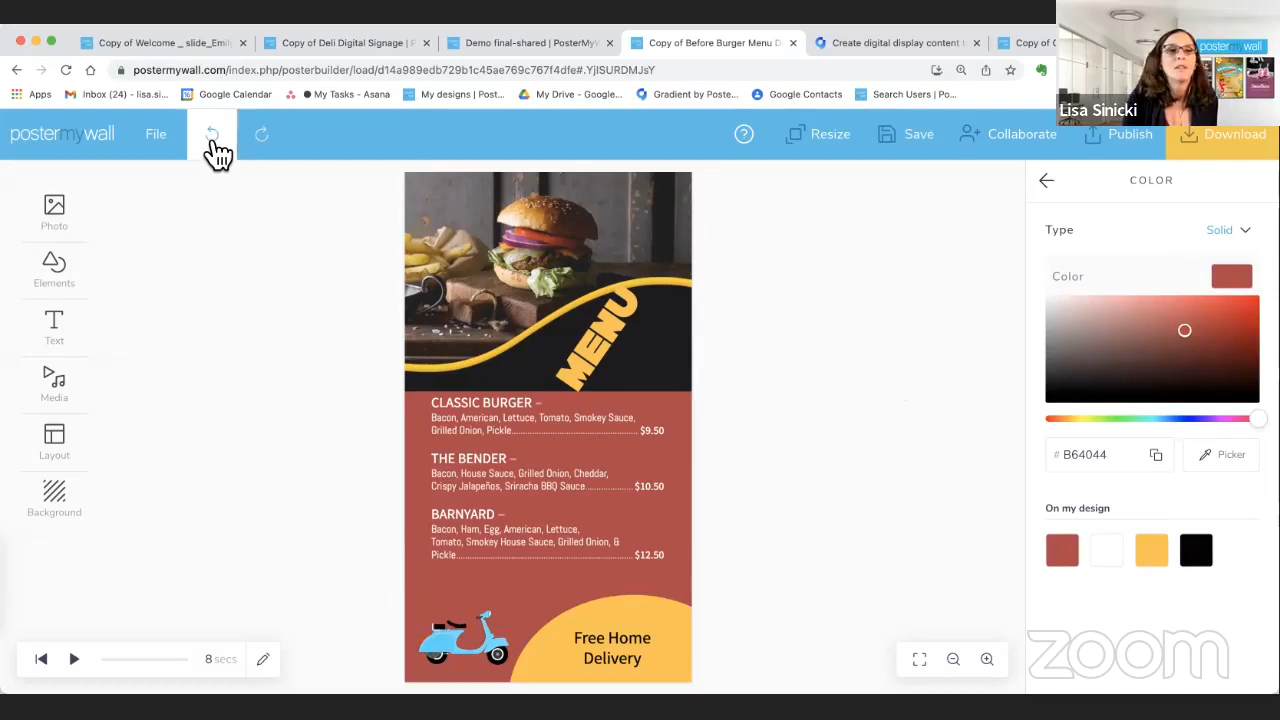 Copy of Welcome _ slide_Emil
Copy of Deli Digital Signage | P
Demo final-shared | PosterMyW
Copy of Before Burger Menu D
Create digital display content t
Copy of
postermywall.com/index.php/posterbuilder/load/d14a989edb729b1c45ae769c767f4dfe#.YjISURDMJsY
Apps
Inbox (24) - lisa.si...
Google Calendar
My Tasks - Asana
My designs | Post...
My Drive - Google...
Gradient by Poste...
Google Contacts
Search Users | Po...
postermywall
Lisa Sinicki
postermywall
File
Resize
Save
Collaborate
Publish
Download
Photo
Elements
Text
Media
Layout
Background
MENU
CLASSIC BURGER –
Bacon, American, Lettuce, Tomato, Smokey Sauce,
Grilled Onion, Pickle........ $9.50
THE BENDER –
Bacon, House Sauce, Grilled Onion, Cheddar,
Crispy Jalapeños, Sriracha BBQ Sauce........ $10.50
BARNYARD –
Bacon, Ham, Egg, American, Lettuce,
Tomato, Smokey House Sauce, Grilled Onion, &
Pickle........ $12.50
Free Home
Delivery
8 secs
COLOR
Type
Solid
Color
# B64044
Picker
On my design
zoom